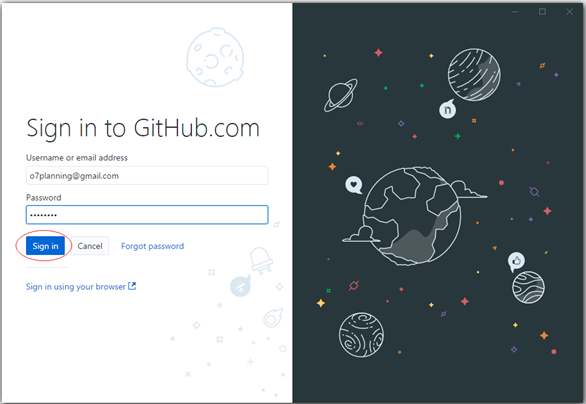 Sign in to GitHub.com
Username or email address
o7planning@gmail.com
Password
••••••••
Sign in
Cancel
Forgot password
Sign in using your browser
n